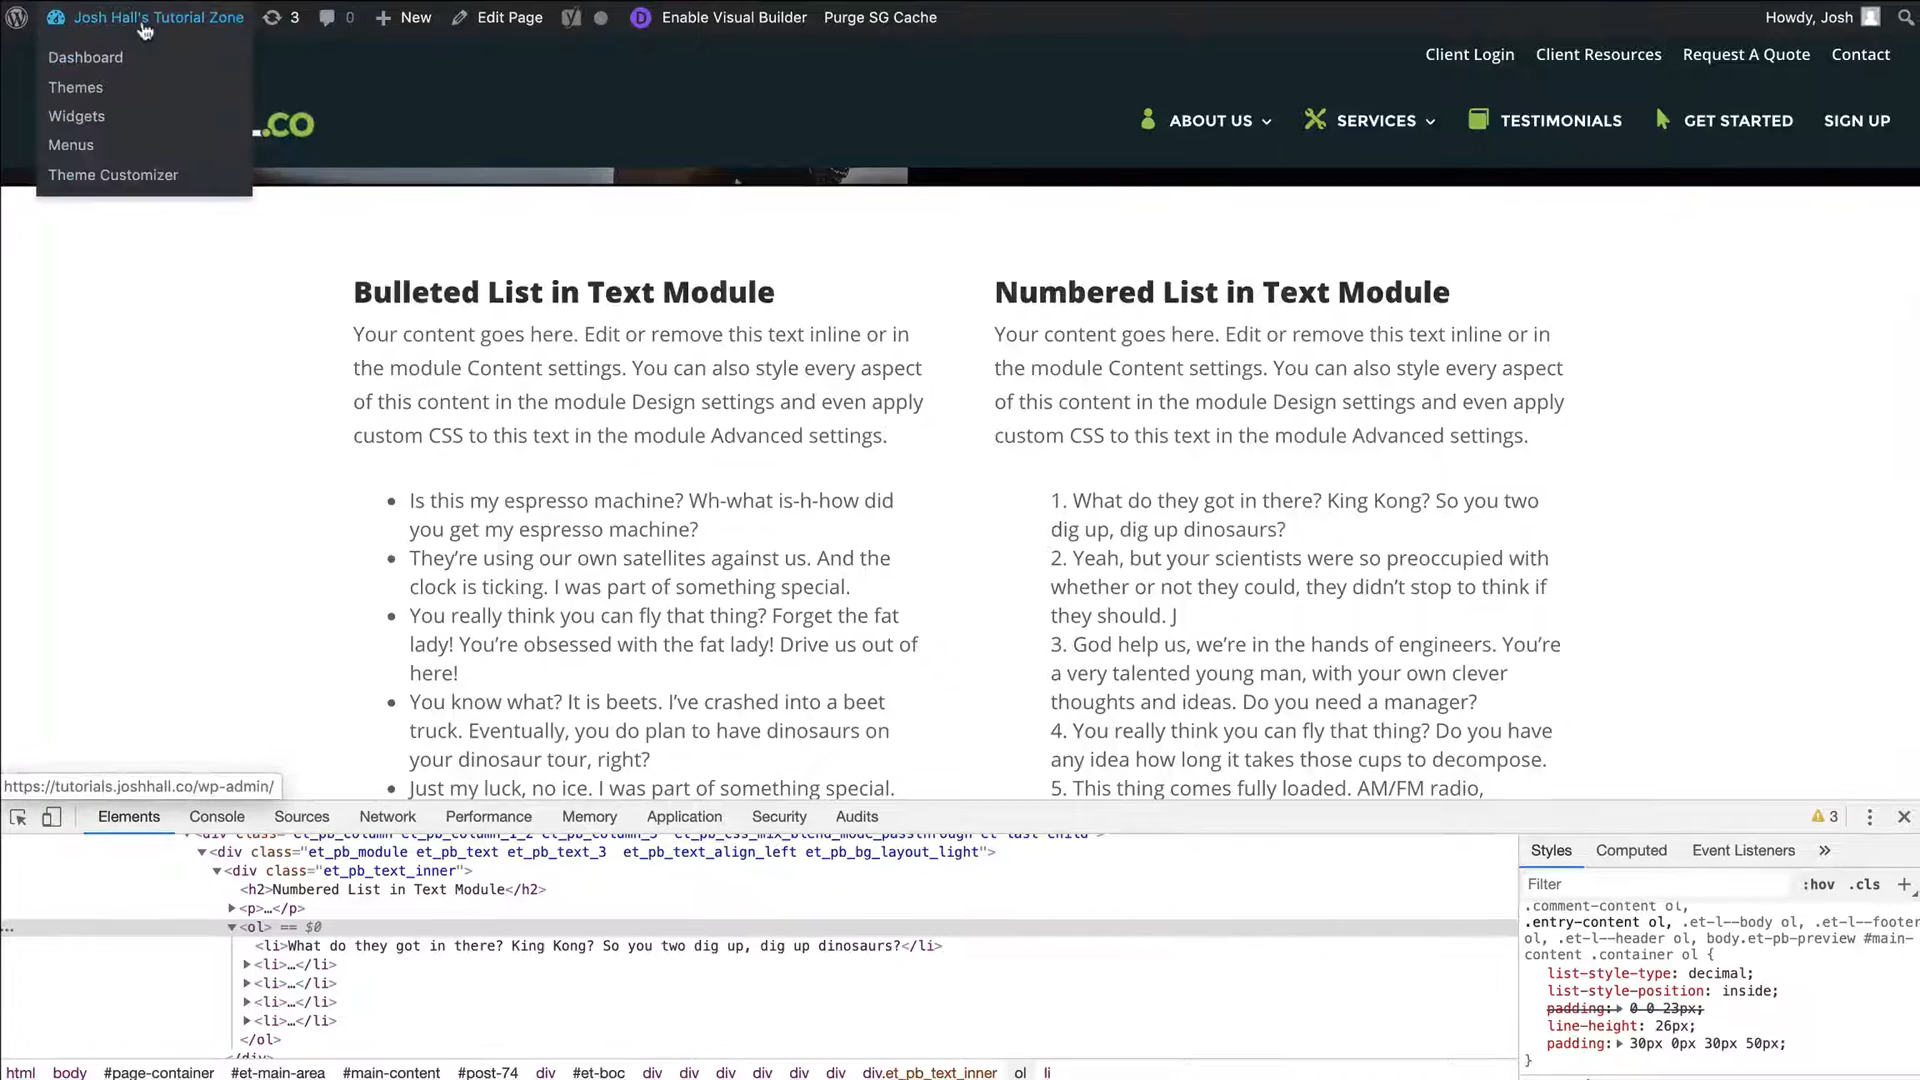 Josh Hall's Tutorial Zone 3 0 New Edit Page Enable Visual Builder Purge SG Cache Howdy, Josh
Dashboard
Themes
Widgets
Menus
Theme Customizer
Client Login Client Resources Request A Quote Contact
.CO
ABOUT US SERVICES TESTIMONIALS GET STARTED SIGN UP
Bulleted List in Text Module
Your content goes here. Edit or remove this text inline or in
the module Content settings. You can also style every aspect
of this content in the module Design settings and even apply
custom CSS to this text in the module Advanced settings.
• Is this my espresso machine? Wh-what is-h-how did
you get my espresso machine?
• They’re using our own satellites against us. And the
clock is ticking. I was part of something special.
• You really think you can fly that thing? Forget the fat
lady! You’re obsessed with the fat lady! Drive us out of
here!
• You know what? It is beets. I’ve crashed into a beet
truck. Eventually, you do plan to have dinosaurs on
your dinosaur tour, right?
• Just my luck, no ice. I was part of something special.
Numbered List in Text Module
Your content goes here. Edit or remove this text inline or in
the module Content settings. You can also style every aspect
of this content in the module Design settings and even apply
custom CSS to this text in the module Advanced settings.
1. What do they got in there? King Kong? So you two
dig up, dig up dinosaurs?
2. Yeah, but your scientists were so preoccupied with
whether or not they could, they didn’t stop to think if
they should. J
3. God help us, we’re in the hands of engineers. You’re
a very talented young man, with your own clever
thoughts and ideas. Do you need a manager?
4. You really think you can fly that thing? Do you have
any idea how long it takes those cups to decompose.
5. This thing comes fully loaded. AM/FM radio,
https://tutorials.joshhall.co/wp-admin/
Elements Console Sources Network Performance Memory Application Security Audits 3
<div class="et_pb_column et_pb_column_1_2 et_pb_column_3 et_pb_css_mix_blend_mode_passthrough et-last-child">
<div class="et_pb_module et_pb_text et_pb_text_3 et_pb_text_align_left et_pb_bg_layout_light">
<div class="et_pb_text_inner">
<h2>Numbered List in Text Module</h2>
<p>…</p>
… <ol> == $0
<li>What do they got in there? King Kong? So you two dig up, dig up dinosaurs?</li>
<li>…</li>
<li>…</li>
<li>…</li>
<li>…</li>
</ol>
</div>
html body #page-container #et-main-area #main-content #post-74 div #et-boc div div div div div div.et_pb_text_inner ol li
Styles Computed Event Listeners »
Filter :hov .cls +
.comment-content ol,
.entry-content ol, .et-l--body ol, .et-l--footer
ol, .et-l--header ol, body.et-pb-preview #main-
content .container ol {
list-style-type: decimal;
list-style-position: inside;
padding: 0 0 23px;
line-height: 26px;
padding: 30px 0px 30px 50px;
}